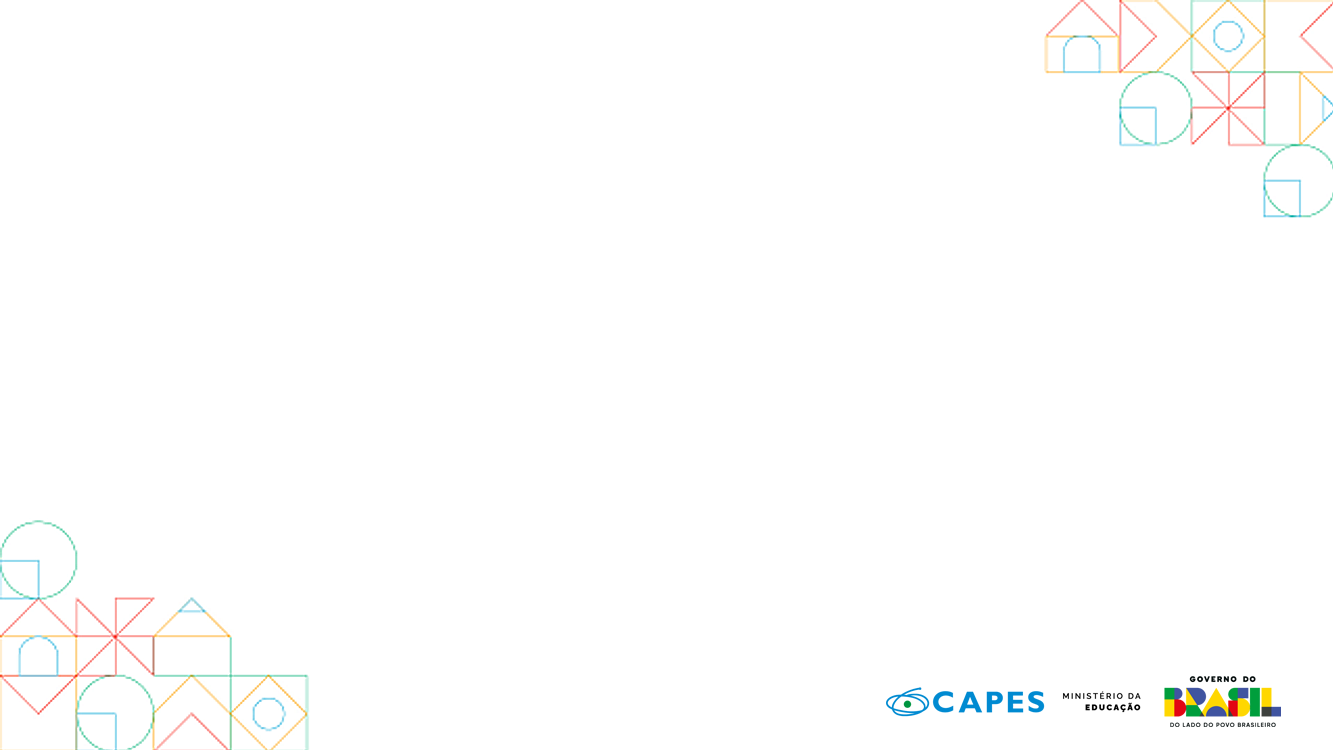 CAPES
MINISTÉRIO DA
EDUCAÇÃO
GOVERNO DO
BRASIL
DO LADO DO POVO BRASILEIRO